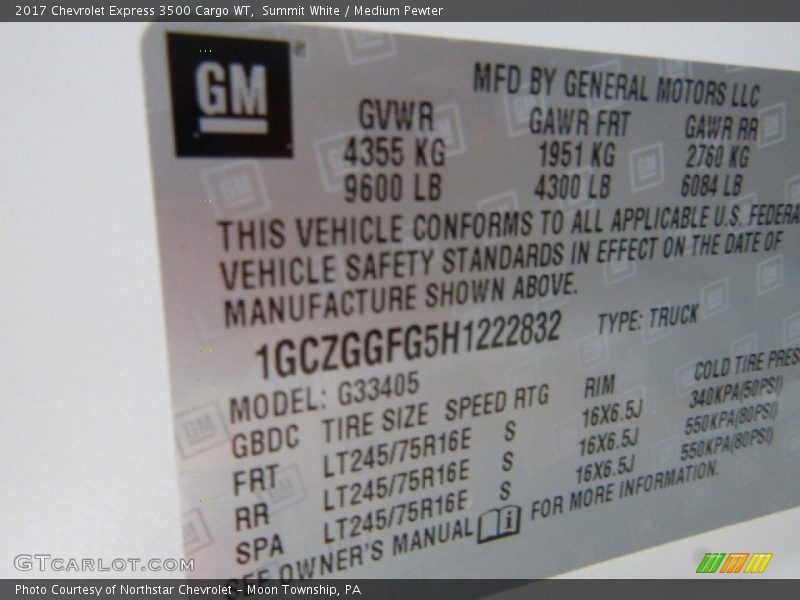 2017 Chevrolet Express 3500 Cargo WT, Summit White / Medium Pewter
GM
MFD BY GENERAL MOTORS LLC
GVWR GAWR FRT GAWR RR
4355 KG 1951 KG 2760 KG
9600 LB 4300 LB 6084 LB
THIS VEHICLE CONFORMS TO ALL APPLICABLE U.S. FEDERA
VEHICLE SAFETY STANDARDS IN EFFECT ON THE DATE OF
MANUFACTURE SHOWN ABOVE.
1GCZGGFG5H1222832 TYPE: TRUCK
MODEL: G33405
GBDC TIRE SIZE SPEED RTG RIM COLD TIRE PRES
FRT LT245/75R16E S 16X6.5J 340KPA(50PSI)
RR LT245/75R16E S 16X6.5J 550KPA(80PSI)
SPA LT245/75R16E S 16X6.5J 550KPA(80PSI)
SEE OWNER'S MANUAL FOR MORE INFORMATION.
GTCarLot.com
Photo Courtesy of Northstar Chevrolet – Moon Township, PA